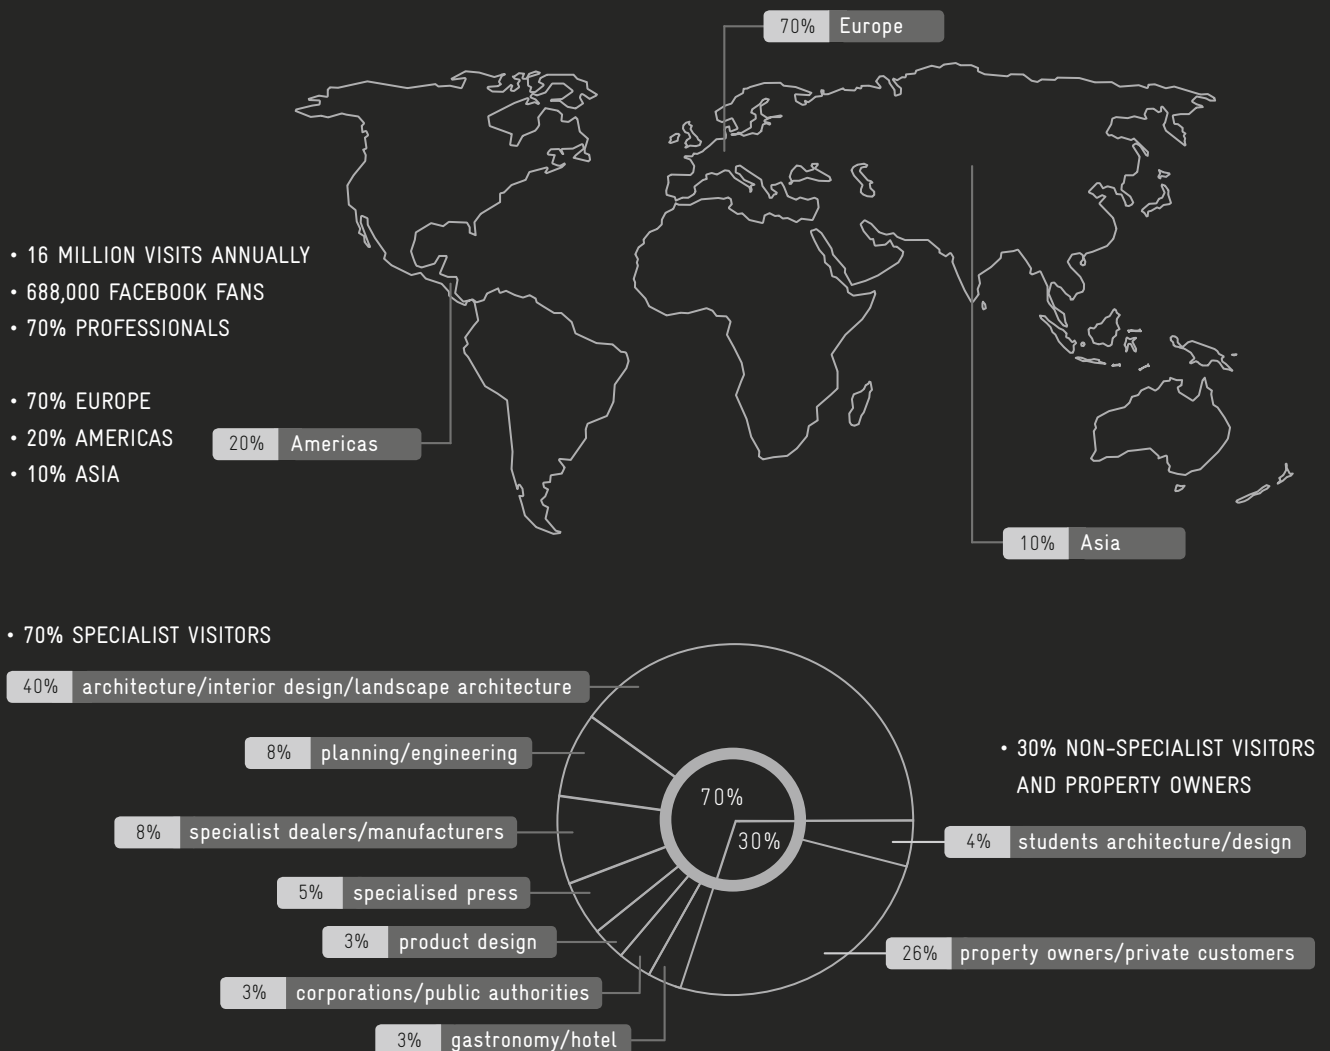 70% Europe
• 16 MILLION VISITS ANNUALLY
• 688,000 FACEBOOK FANS
• 70% PROFESSIONALS
• 70% EUROPE
• 20% AMERICAS
• 10% ASIA
20% Americas
10% Asia
• 70% SPECIALIST VISITORS
40% architecture/interior design/landscape architecture
8% planning/engineering
8% specialist dealers/manufacturers
5% specialised press
3% product design
3% corporations/public authorities
3% gastronomy/hotel
70%
30%
• 30% NON-SPECIALIST VISITORS
AND PROPERTY OWNERS
4% students architecture/design
26% property owners/private customers